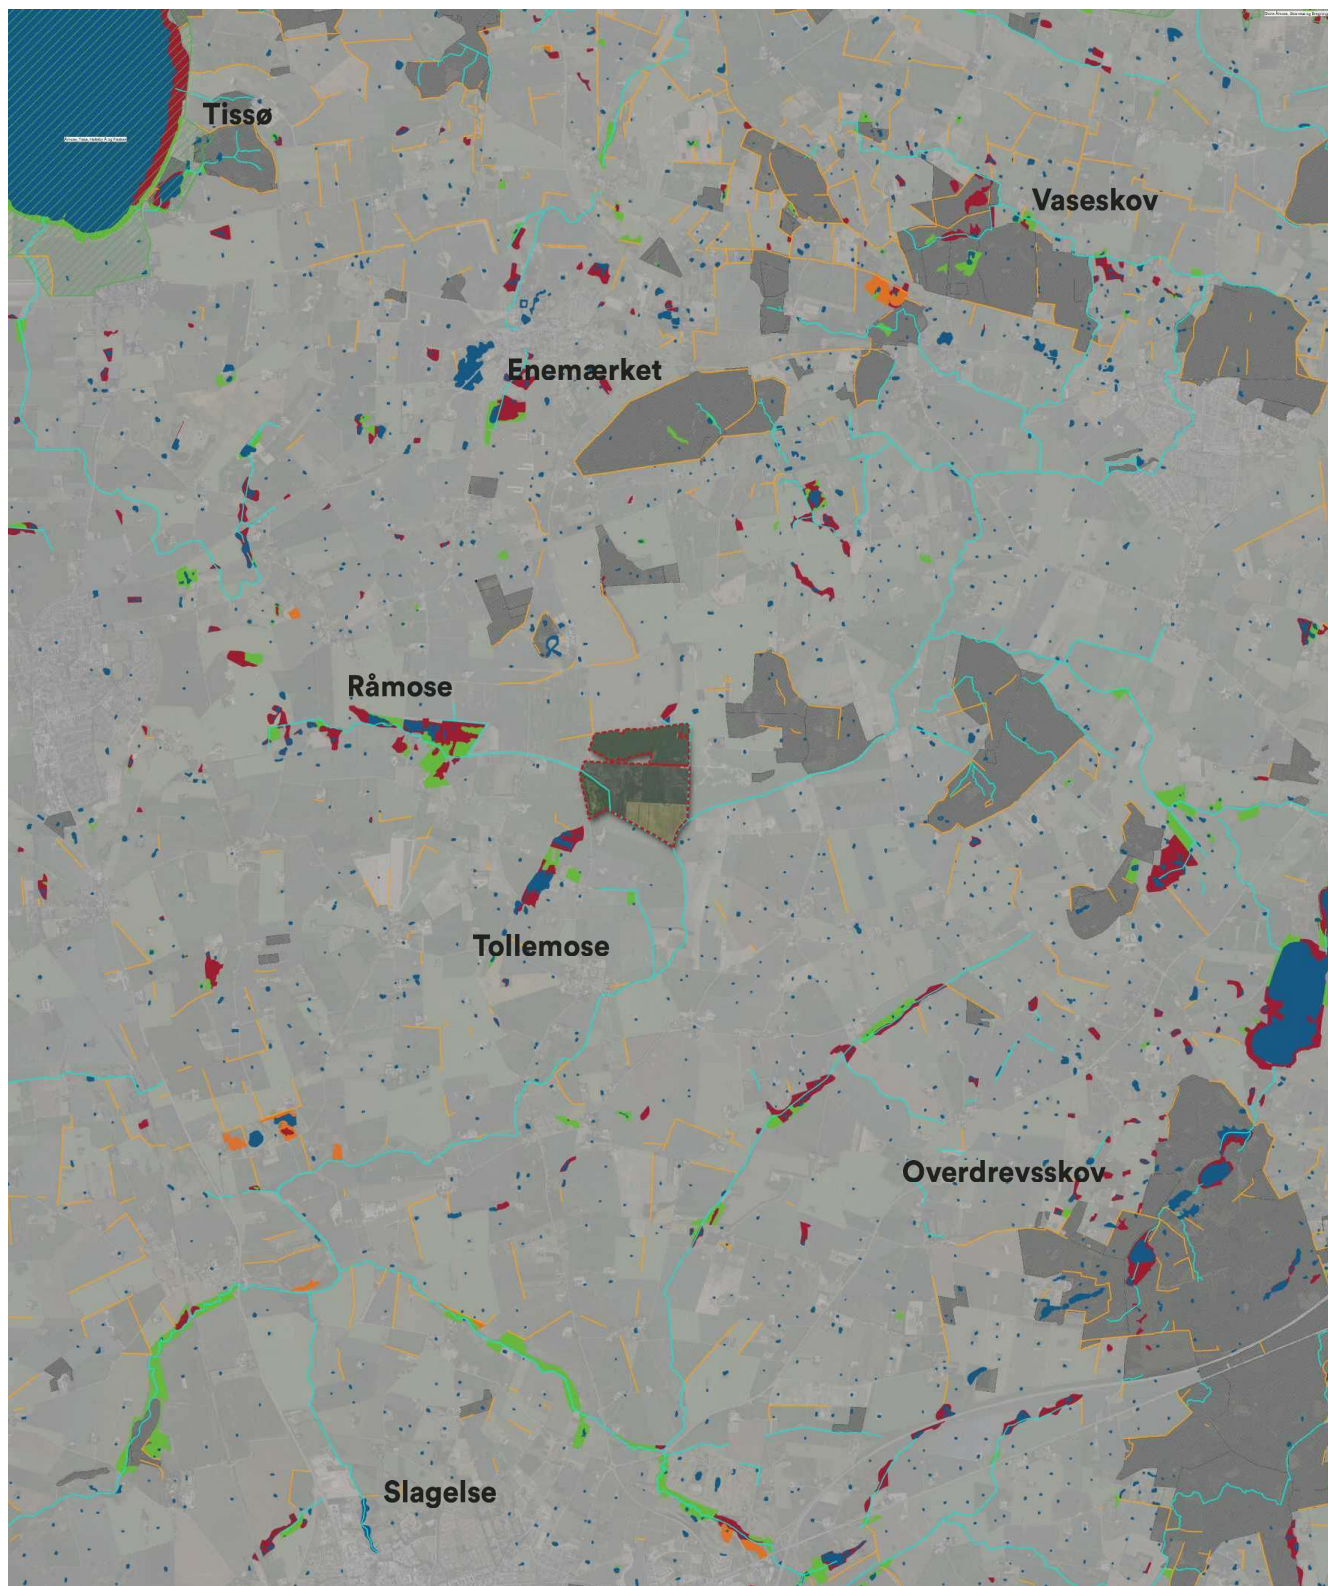 Tissø
Vaseskov
Enemærket
Råmose
Tollemose
Overdrevsskov
Slagelse